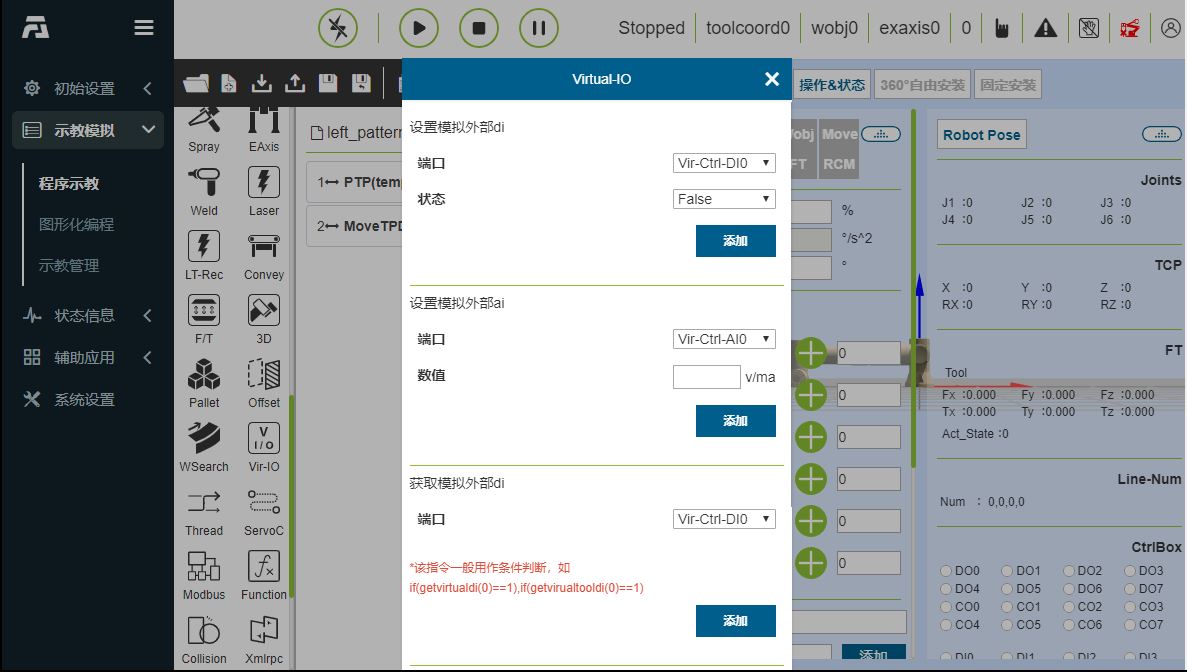 Stopped
toolcoord0
wobj0
exaxis0
0
初始设置
示教模拟
程序示教
图形化编程
示教管理
状态信息
辅助应用
系统设置
Spray
EAxis
Weld
Laser
LT-Rec
Convey
F/T
3D
Pallet
Offset
WSearch
Vir-IO
V
I/O
Thread
ServoC
Modbus
Function
Collision
Xmlrpc
left_pattern
1 PTP(temp
2 MoveTPD
Virtual-IO
设置模拟外部di
端口 Vir-Ctrl-DI0
状态 False
添加
设置模拟外部ai
端口 Vir-Ctrl-AI0
数值 v/ma
添加
获取模拟外部di
端口 Vir-Ctrl-DI0
*该指令一般用作条件判断，如
if(getvirtualdi(0)==1),if(getvirualtooldi(0)==1)
添加
操作&状态 360°自由安装 固定安装
obj Move
FT RCM
%
°/s^2
°
0
0
0
0
0
0
添加
Robot Pose
Joints
J1 :0 J2 :0 J3 :0
J4 :0 J5 :0 J6 :0
TCP
X :0 Y :0 Z :0
RX :0 RY :0 RZ :0
FT
Tool
Fx :0.000 Fy :0.000 Fz :0.000
Tx :0.000 Ty :0.000 Tz :0.000
Act_State :0
Line-Num
Num : 0,0,0,0
CtrlBox
DO0 DO1 DO2 DO3
DO4 DO5 DO6 DO7
CO0 CO1 CO2 CO3
CO4 CO5 CO6 CO7
DI0 DI1 DI2 DI3